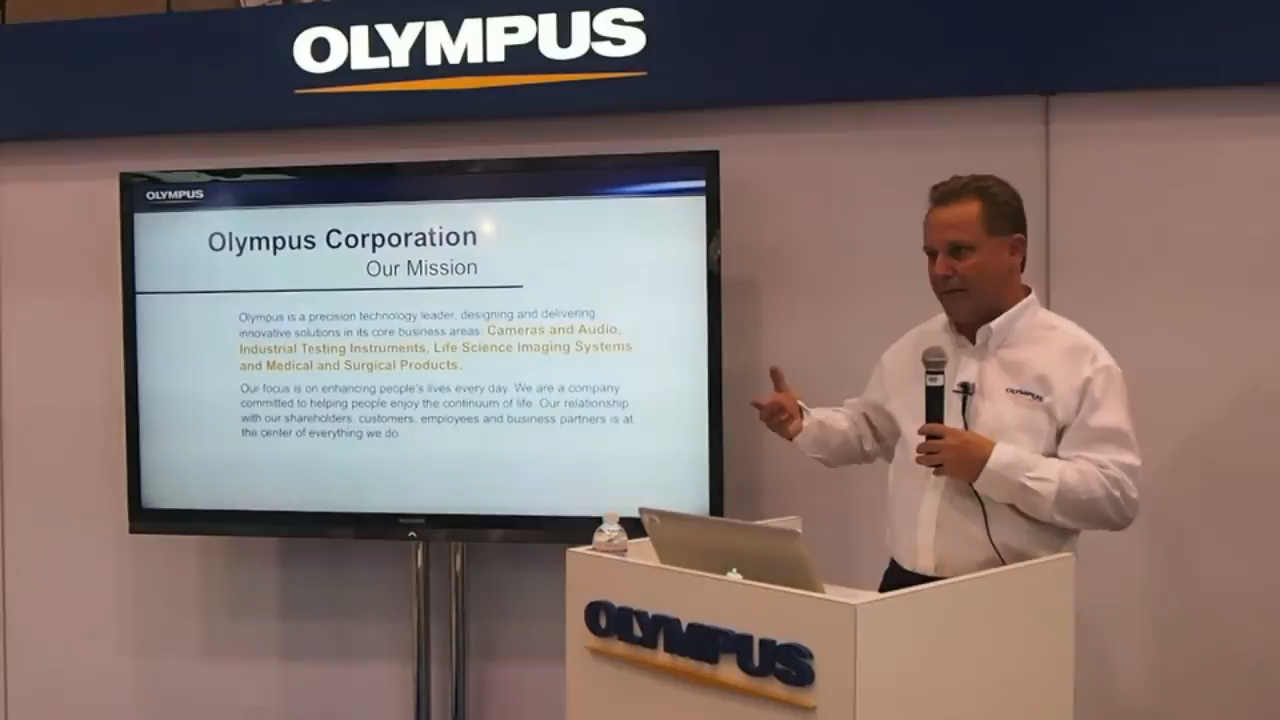 OLYMPUS
OLYMPUS
Olympus Corporation
Our Mission
Olympus is a precision technology leader, designing and delivering
innovative solutions in its core business areas: Cameras and Audio,
Industrial Testing Instruments, Life Science Imaging Systems
and Medical and Surgical Products.
Our focus is on enhancing people's lives every day. We are a company
committed to helping people enjoy the continuum of life. Our relationship
with our shareholders, customers, employees and business partners is at
the center of everything we do.
OLYMPUS
OLYMPUS